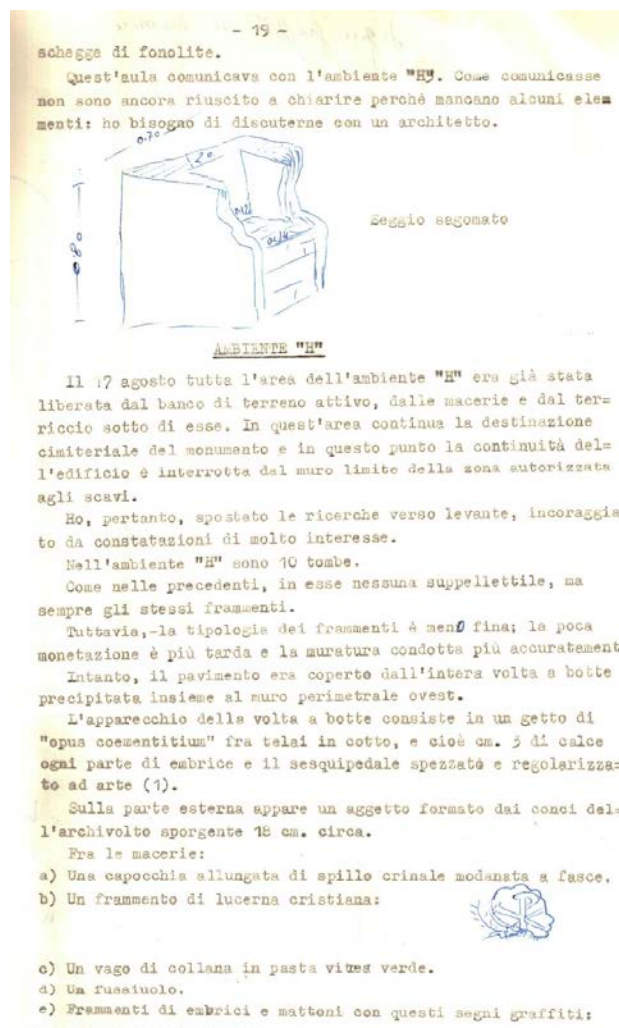 - 19 -
schegge di fonolite.
Quest'aula comunicava con l'ambiente "H". Come comunicasse
non sono ancora riuscito a chiarire perchè mancano alcuni elem
menti: ho bisogno di discuterne con un architetto.
0.70
20
0.80
Seggio sagomato
AMBIENTE "H"
Il 17 agosto tutta l'area dell'ambiente "H" era già stata
liberata dal banco di terreno attivo, dalle macerie e dal ter=
riccio sotto di esse. In quest'area continua la destinazione
cimiteriale del monumento e in questo punto la continuità del=
l'edificio è interrotta dal muro limite della zona autorizzata
agli scavi.
Ho, pertanto, spostato le ricerche verso levante, incoraggia
to da constatazioni di molto interesse.
Nell'ambiente "H" sono 10 tombe.
Come nelle precedenti, in esse nessuna suppellettile, ma
sempre gli stessi frammenti.
Tuttavia,-la tipologia dei frammenti è meno fina; la poca
monetazione è più tarda e la muratura condotta più accuratament
Intanto, il pavimento era coperto dall'intera volta a botte
precipitata insieme al muro perimetrale ovest.
L'apparecchio della volta a botte consiste in un getto di
"opus coementitium" fra telai in cotto, e cioè cm. 3 di calce
ogni parte di embrice e il sesquipedale spezzato e regolarizza=
to ad arte (1).
Sulla parte esterna appare un aggetto formato dai conci del=
l'archivolto sporgente 18 cm. circa.
Fra le macerie:
a) Una capocchia allungata di spillo crinale modanata a fasce.
b) Un frammento di lucerna cristiana:
c) Un vago di collana in pasta vitrea verde.
d) Un fusaiuolo.
e) Frammenti di embrici e mattoni con questi segni graffiti: